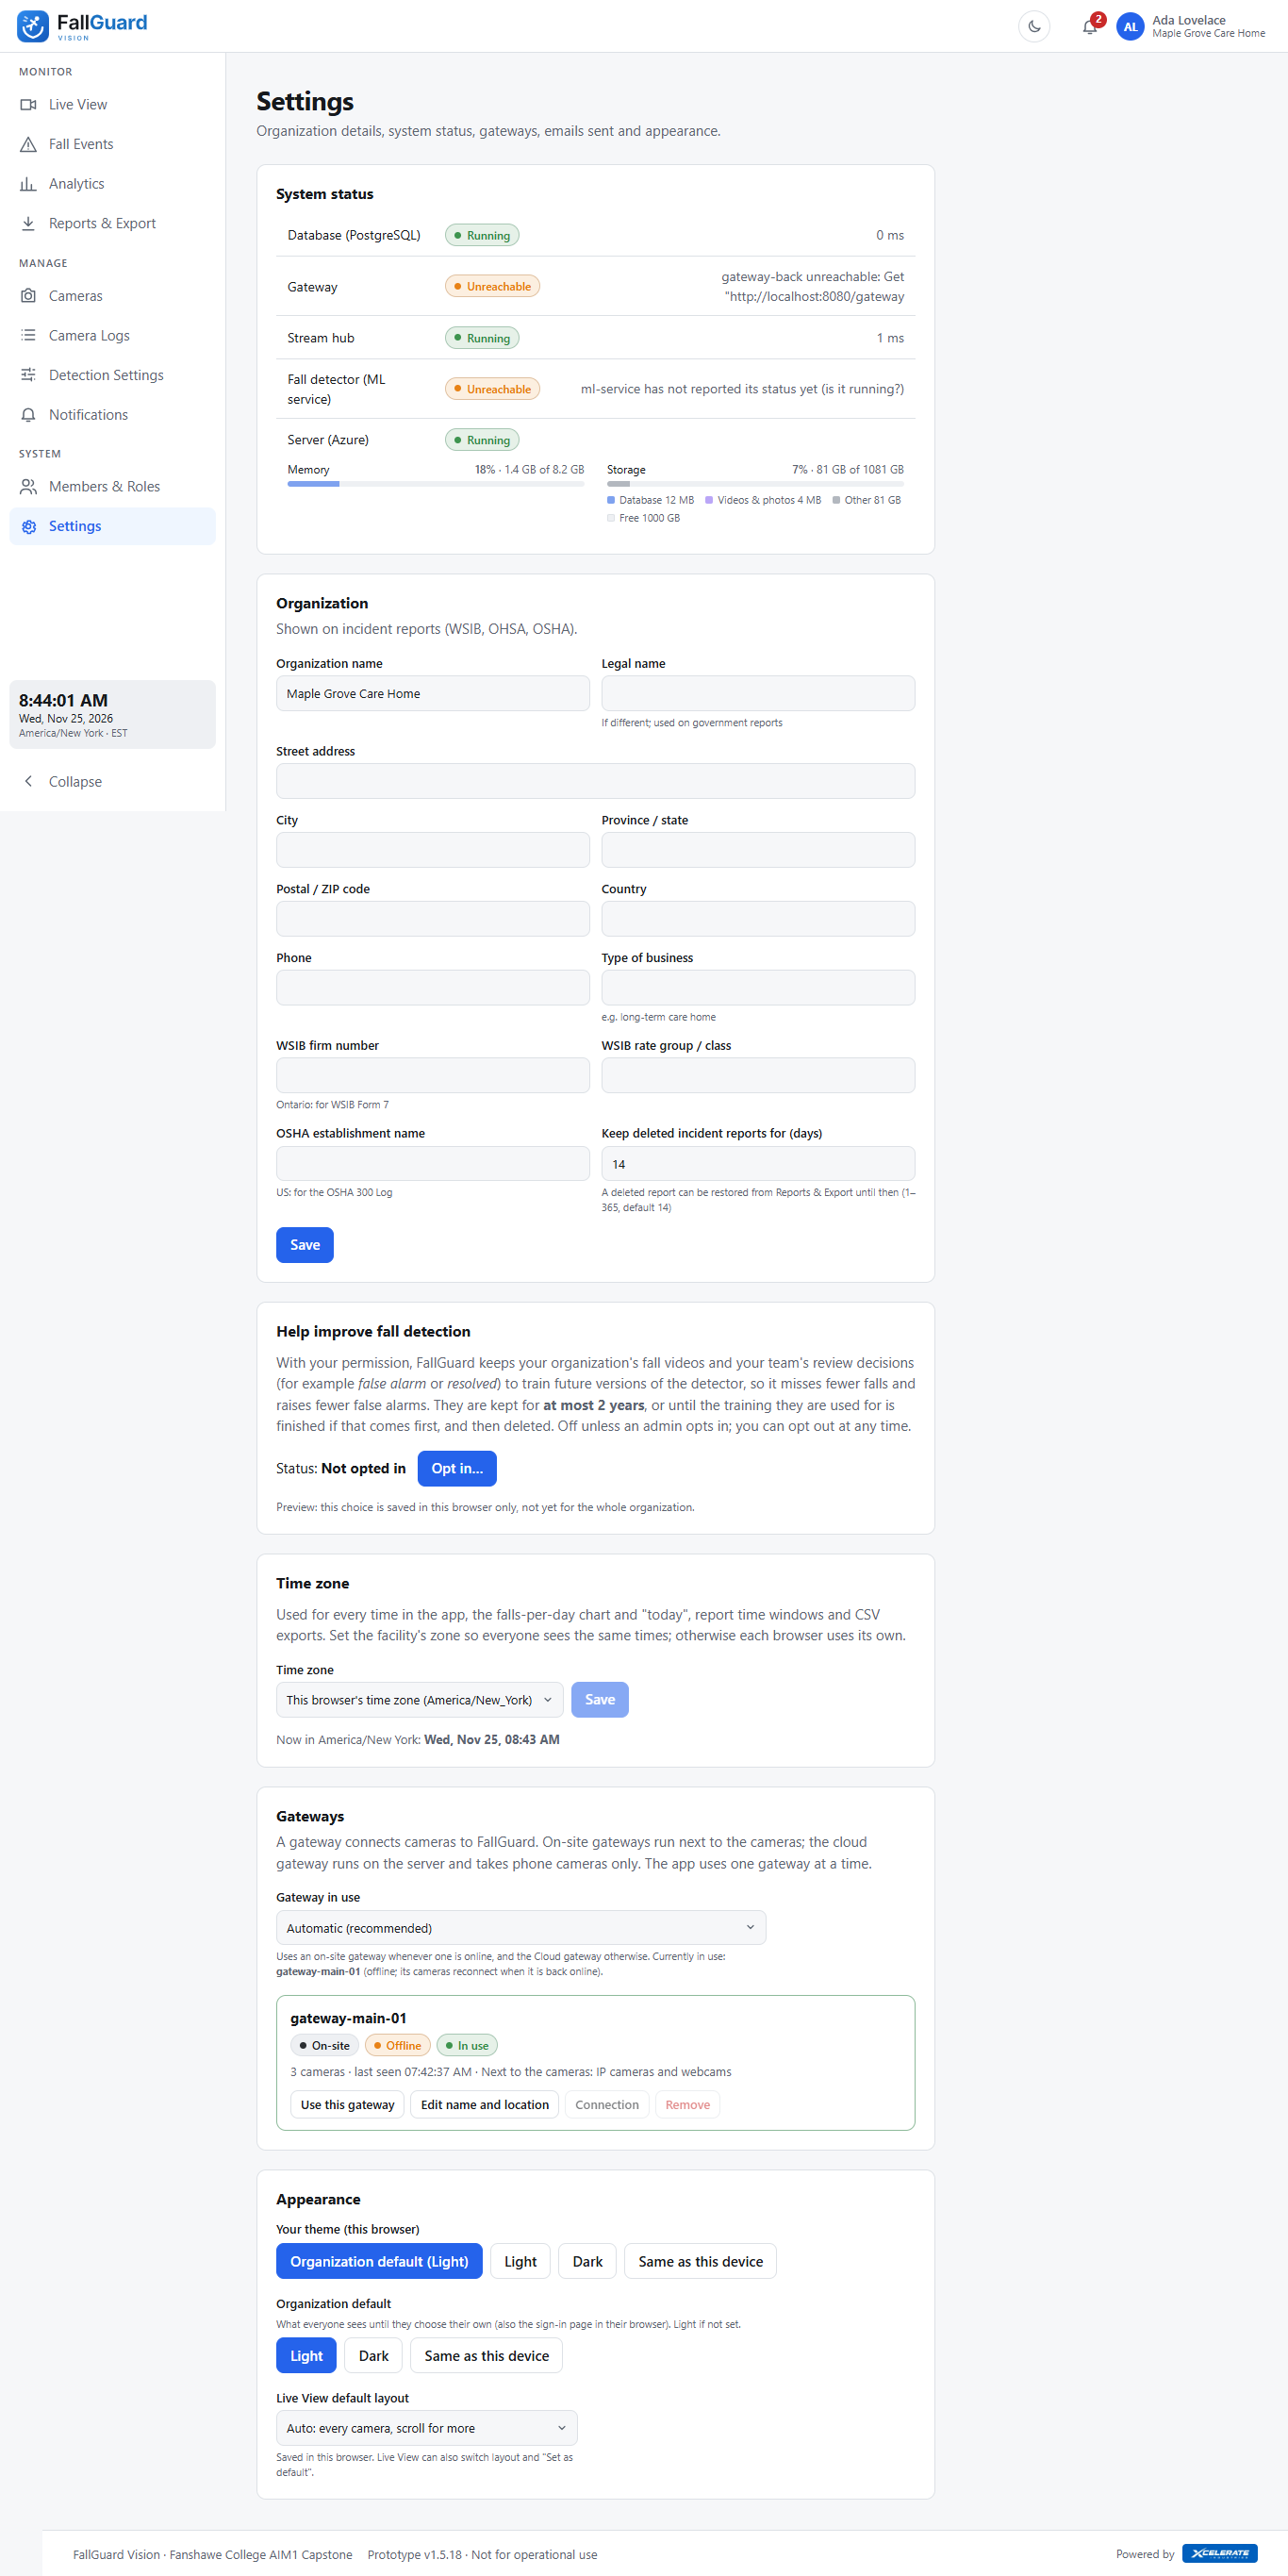 FallGuard
VISION
2
AL
Ada Lovelace
Maple Grove Care Home
MONITOR
Live View
Fall Events
Analytics
Reports & Export
MANAGE
Cameras
Camera Logs
Detection Settings
Notifications
SYSTEM
Members & Roles
Settings
8:44:01 AM
Wed, Nov 25, 2026
America/New York · EST
Collapse
Settings
Organization details, system status, gateways, emails sent and appearance.
System status
Database (PostgreSQL)
Running
0 ms
Gateway
Unreachable
gateway-back unreachable: Get
"http://localhost:8080/gateway
Stream hub
Running
1 ms
Fall detector (ML
service)
Unreachable
ml-service has not reported its status yet (is it running?)
Server (Azure)
Running
Memory
18% · 1.4 GB of 8.2 GB
Storage
7% · 81 GB of 1081 GB
Database 12 MB
Videos & photos 4 MB
Other 81 GB
Free 1000 GB
Organization
Shown on incident reports (WSIB, OHSA, OSHA).
Organization name
Legal name
Maple Grove Care Home
If different; used on government reports
Street address
City
Province / state
Postal / ZIP code
Country
Phone
Type of business
e.g. long-term care home
WSIB firm number
WSIB rate group / class
Ontario: for WSIB Form 7
OSHA establishment name
Keep deleted incident reports for (days)
14
US: for the OSHA 300 Log
A deleted report can be restored from Reports & Export until then (1–
365, default 14)
Save
Help improve fall detection
With your permission, FallGuard keeps your organization's fall videos and your team's review decisions
(for example false alarm or resolved) to train future versions of the detector, so it misses fewer falls and
raises fewer false alarms. They are kept for at most 2 years, or until the training they are used for is
finished if that comes first, and then deleted. Off unless an admin opts in; you can opt out at any time.
Status: Not opted in
Opt in...
Preview: this choice is saved in this browser only, not yet for the whole organization.
Time zone
Used for every time in the app, the falls-per-day chart and "today", report time windows and CSV
exports. Set the facility's zone so everyone sees the same times; otherwise each browser uses its own.
Time zone
This browser's time zone (America/New_York)
Save
Now in America/New York: Wed, Nov 25, 08:43 AM
Gateways
A gateway connects cameras to FallGuard. On-site gateways run next to the cameras; the cloud
gateway runs on the server and takes phone cameras only. The app uses one gateway at a time.
Gateway in use
Automatic (recommended)
Uses an on-site gateway whenever one is online, and the Cloud gateway otherwise. Currently in use:
gateway-main-01 (offline; its cameras reconnect when it is back online).
gateway-main-01
On-site
Offline
In use
3 cameras · last seen 07:42:37 AM · Next to the cameras: IP cameras and webcams
Use this gateway
Edit name and location
Connection
Remove
Appearance
Your theme (this browser)
Organization default (Light)
Light
Dark
Same as this device
Organization default
What everyone sees until they choose their own (also the sign-in page in their browser). Light if not set.
Light
Dark
Same as this device
Live View default layout
Auto: every camera, scroll for more
Saved in this browser. Live View can also switch layout and "Set as
default".
FallGuard Vision · Fanshawe College AIM1 Capstone
Prototype v1.5.18 · Not for operational use
Powered by
XCELERATE